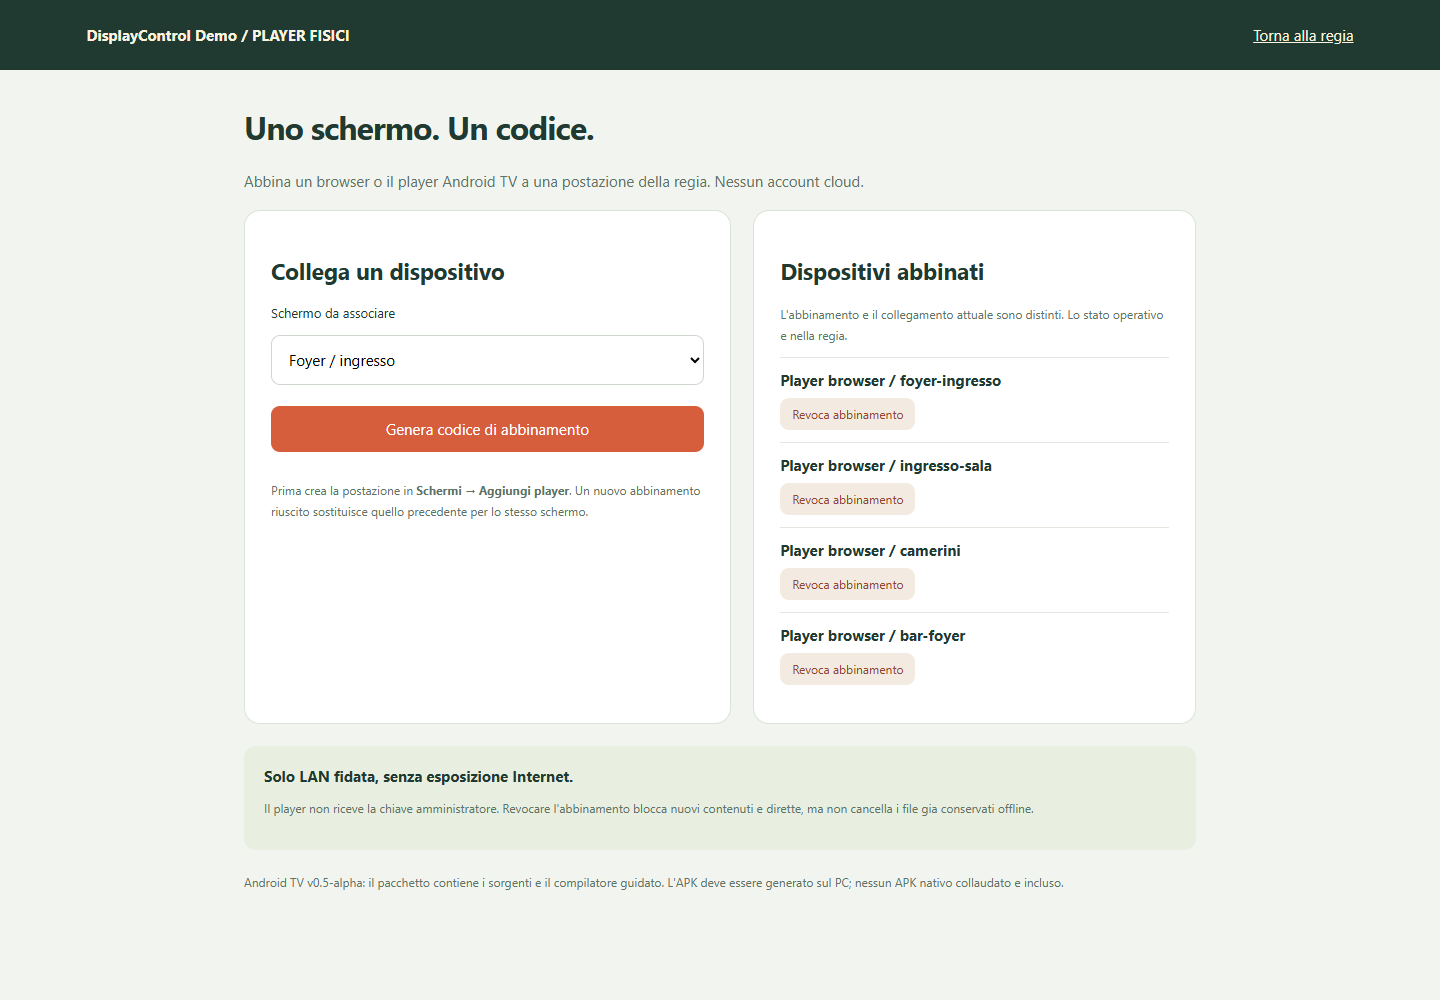 DisplayControl Demo / PLAYER FISICI
Torna alla regia
Uno schermo. Un codice.
Abbina un browser o il player Android TV a una postazione della regia. Nessun account cloud.
Collega un dispositivo
Schermo da associare
Foyer / ingresso
Genera codice di abbinamento
Prima crea la postazione in Schermi → Aggiungi player. Un nuovo abbinamento
riuscito sostituisce quello precedente per lo stesso schermo.
Dispositivi abbinati
L'abbinamento e il collegamento attuale sono distinti. Lo stato operativo
e nella regia.
Player browser / foyer-ingresso
Revoca abbinamento
Player browser / ingresso-sala
Revoca abbinamento
Player browser / camerini
Revoca abbinamento
Player browser / bar-foyer
Revoca abbinamento
Solo LAN fidata, senza esposizione Internet.
Il player non riceve la chiave amministratore. Revocare l'abbinamento blocca nuovi contenuti e dirette, ma non cancella i file gia conservati offline.
Android TV v0.5-alpha: il pacchetto contiene i sorgenti e il compilatore guidato. L'APK deve essere generato sul PC; nessun APK nativo collaudato e incluso.